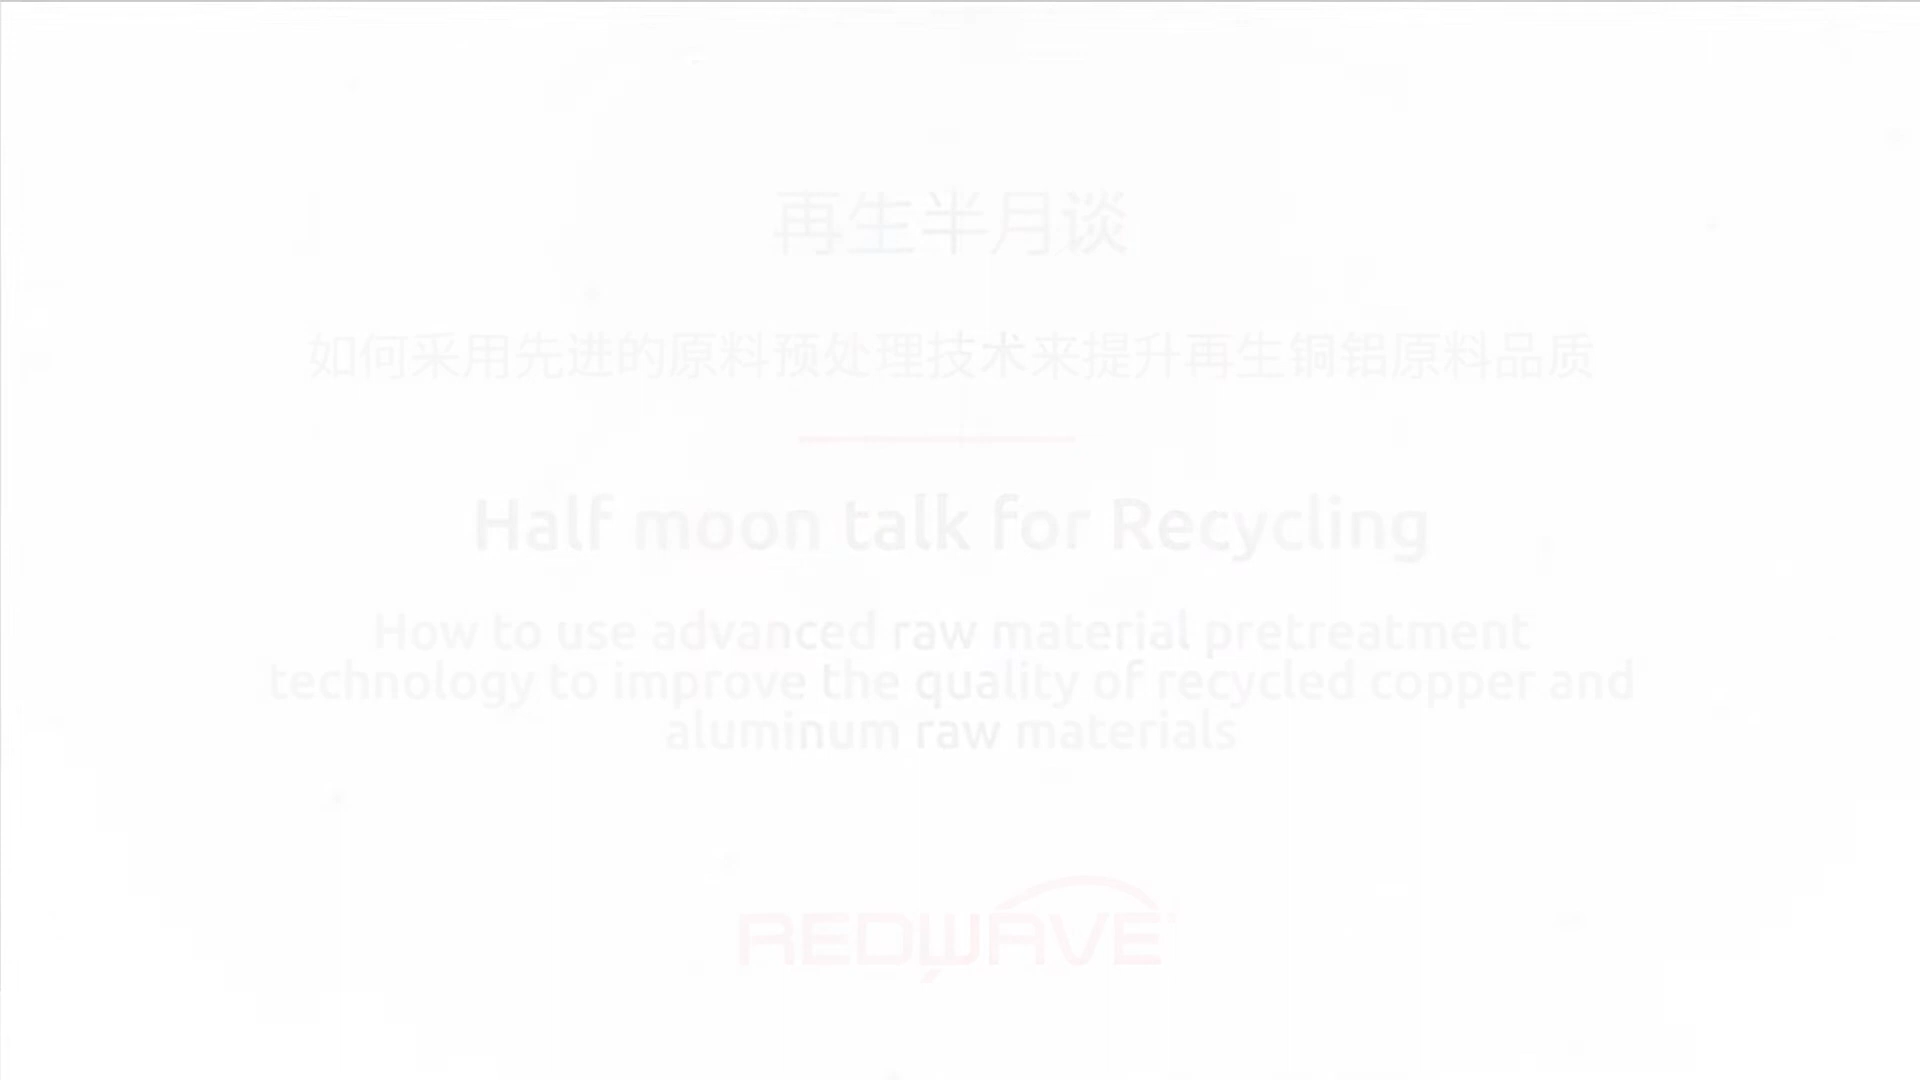 再生半月谈
如何采用先进的原料预处理技术来提升再生铜铝原料品质
Half moon talk for Recycling
How to use advanced raw material pretreatment
technology to improve the quality of recycled copper and
aluminum raw materials
REDWAVE